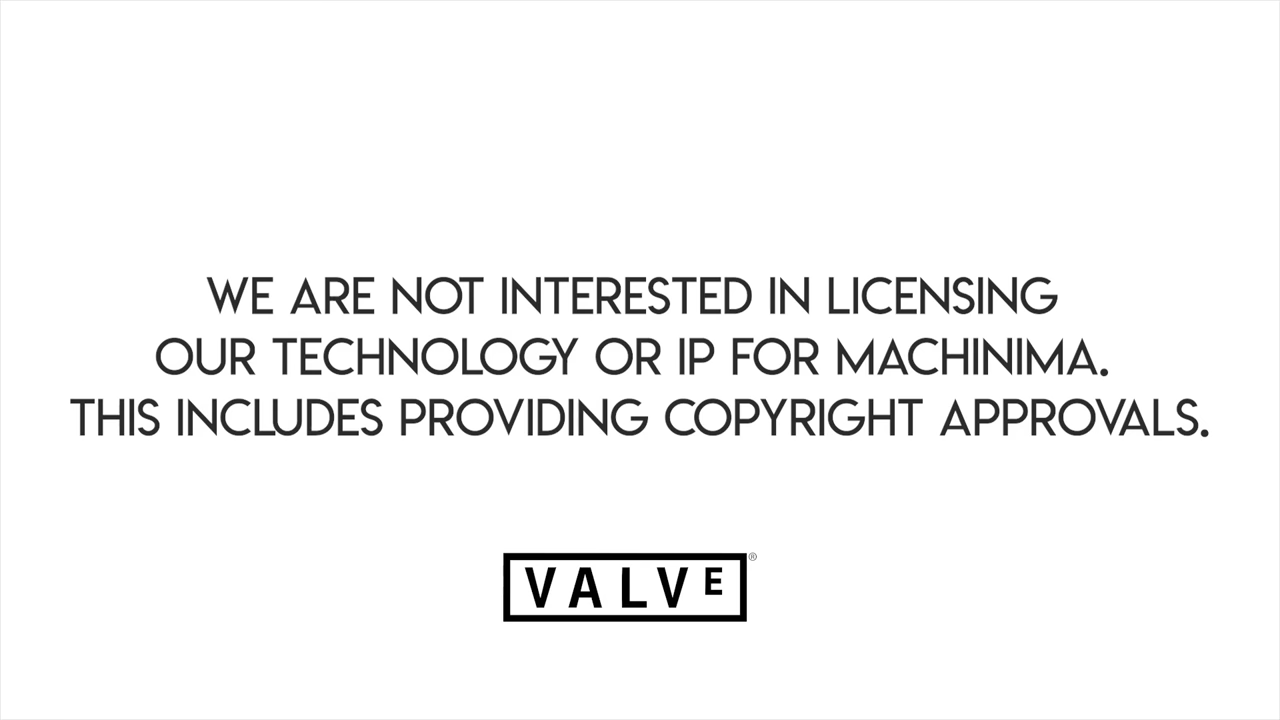 WE ARE NOT INTERESTED IN LICENSING
OUR TECHNOLOGY OR IP FOR MACHINIMA.
THIS INCLUDES PROVIDING COPYRIGHT APPROVALS.
VALVE®